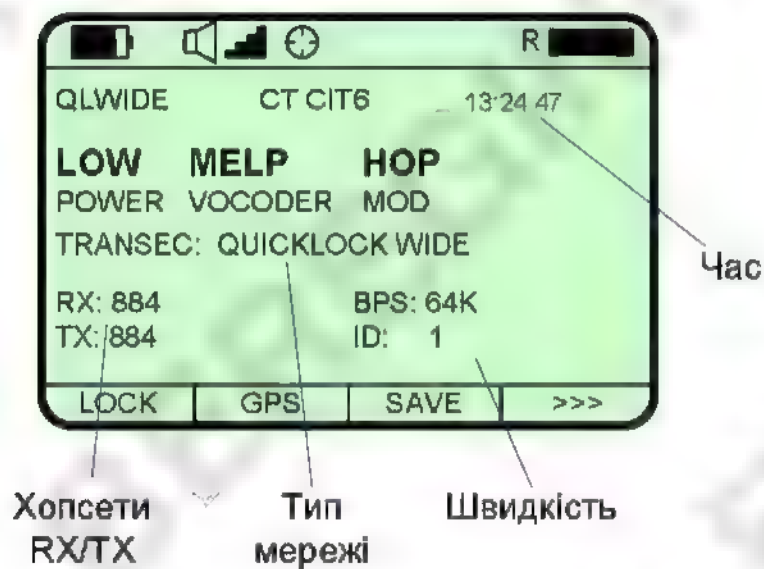 R
QLWIDE CT CIT6 13:24 47
LOW MELP HOP
POWER VOCODER MOD
TRANSEC: QUICKLOCK WIDE
Час
RX: 884 BPS: 64K
TX: 884 ID: 1
LOCK GPS SAVE >>>
Хопсети Тип Швидкість
RX/TX мережі